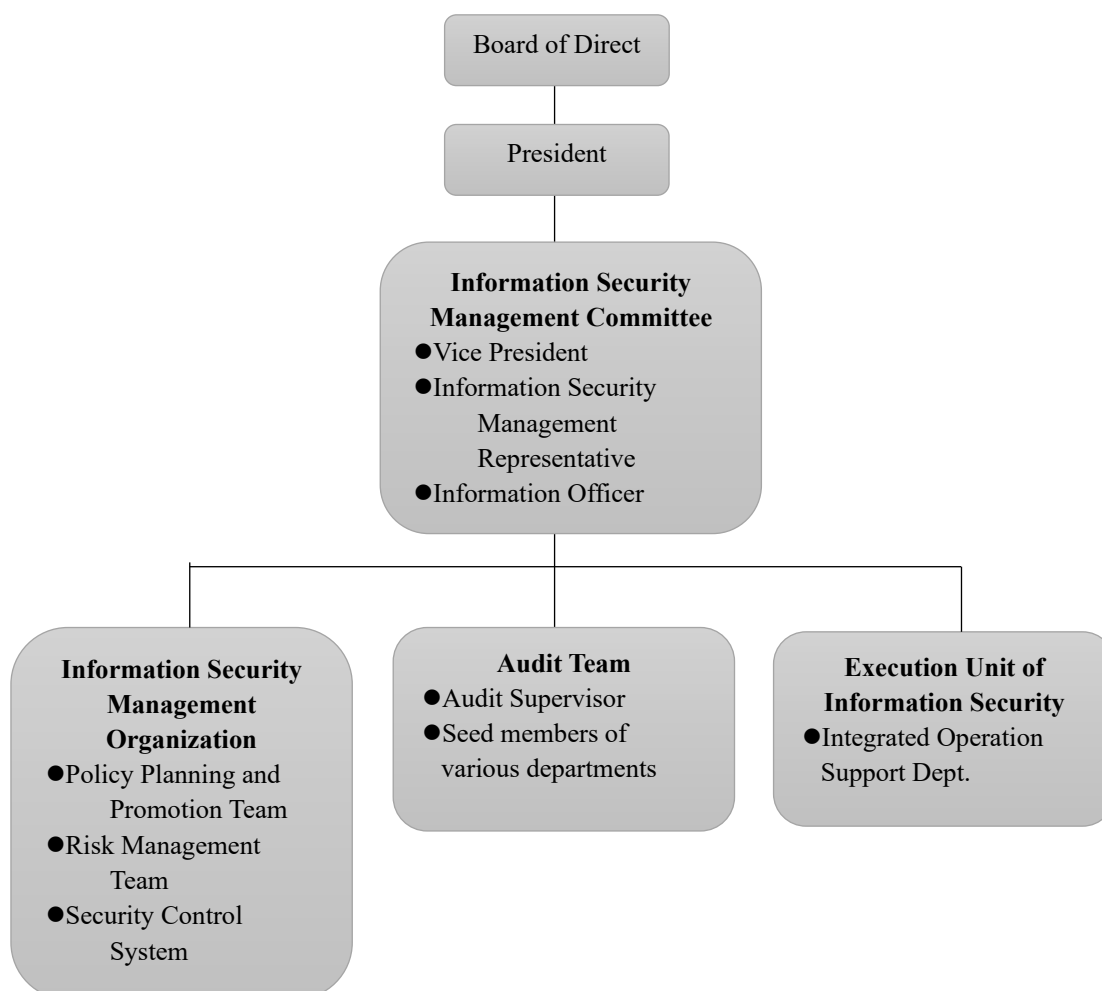 Board of Direct
President
Information Security
Management Committee
●Vice President
●Information Security
Management
Representative
●Information Officer
Information Security
Management
Organization
●Policy Planning and
Promotion Team
●Risk Management
Team
●Security Control
System
Audit Team
●Audit Supervisor
●Seed members of
various departments
Execution Unit of
Information Security
●Integrated Operation
Support Dept.